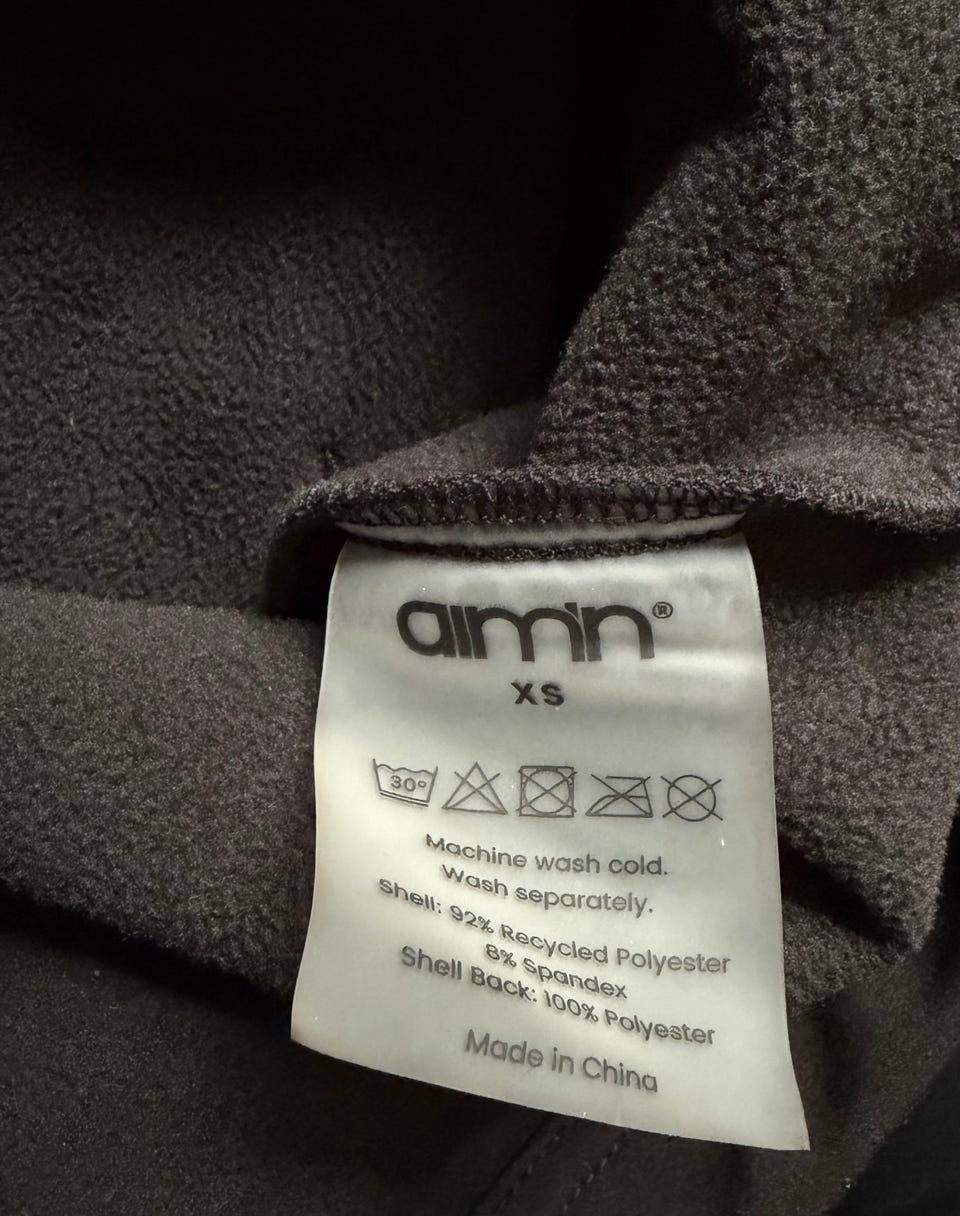 aim'n®
XS
30°
Machine wash cold.
Wash separately.
Shell: 92% Recycled Polyester
8% Spandex
Shell Back: 100% Polyester
Made in China